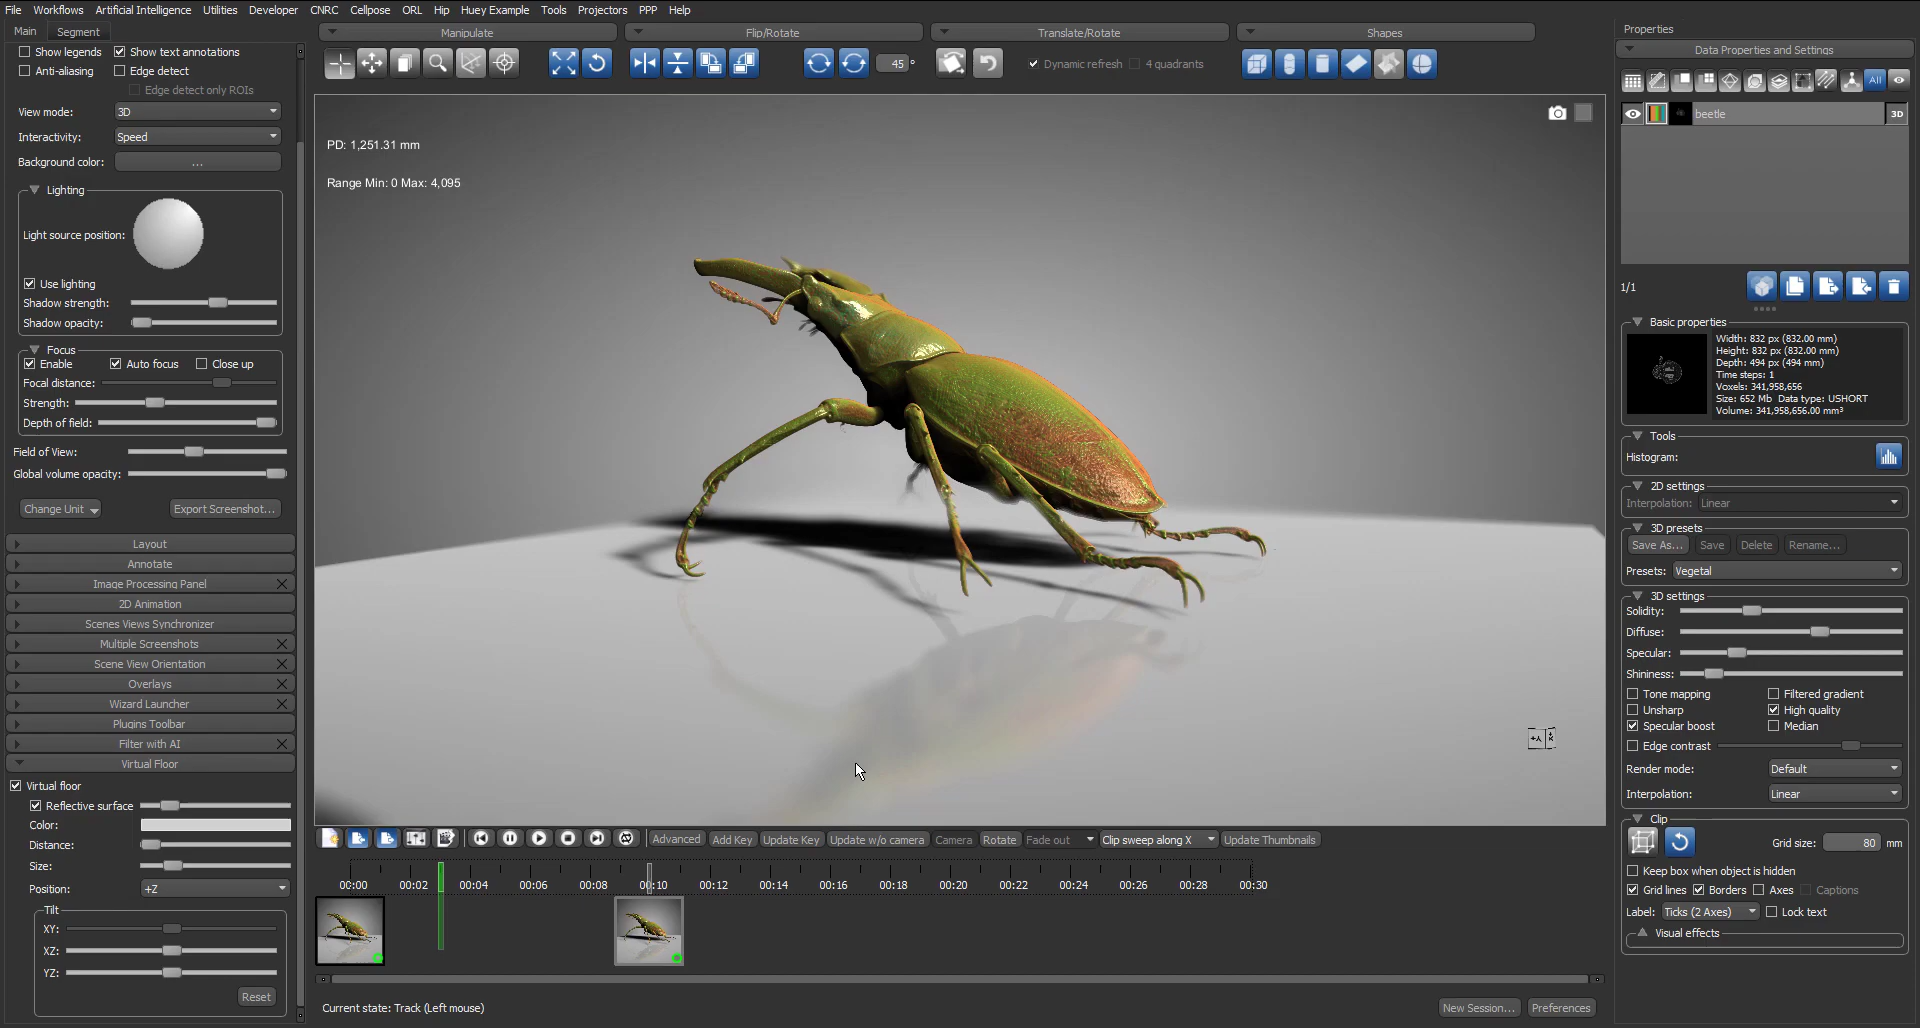 File Workflows Artificial Intelligence Utilities Developer CNRC Cellpose ORL Hip Huey Example Tools Projectors PPP Help
Main Segment
Show legends Show text annotations
Anti-aliasing Edge detect
Edge detect only ROIs
View mode: 3D
Interactivity: Speed
Background color: ...
Lighting
Light source position:
Use lighting
Shadow strength:
Shadow opacity:
Focus
Enable Auto focus Close up
Focal distance:
Strength:
Depth of field:
Field of View:
Global volume opacity:
Change Unit Export Screenshot...
Layout
Annotate
Image Processing Panel
2D Animation
Scenes Views Synchronizer
Multiple Screenshots
Scene View Orientation
Overlays
Wizard Launcher
Plugins Toolbar
Filter with AI
Virtual Floor
Virtual floor
Reflective surface
Color:
Distance:
Size:
Position: +Z
Tilt
XY:
XZ:
YZ:
Reset
Manipulate Flip/Rotate Translate/Rotate Shapes
45 ° Dynamic refresh 4 quadrants
PD: 1,251.31 mm
Range Min: 0 Max: 4,095
Advanced Add Key Update Key Update w/o camera Camera Rotate Fade out Clip sweep along X Update Thumbnails
00:00 00:02 00:04 00:06 00:08 00:10 00:12 00:14 00:16 00:18 00:20 00:22 00:24 00:26 00:28 00:30
Current state: Track (Left mouse) New Session... Preferences
Properties
Data Properties and Settings
All
beetle 3D
1/1
Basic properties
Width: 832 px (832.00 mm)
Height: 832 px (832.00 mm)
Depth: 494 px (494 mm)
Time steps: 1
Voxels: 341,958,656
Size: 652 Mb Data type: USHORT
Volume: 341,958,656.00 mm³
Tools
Histogram:
2D settings
Interpolation: Linear
3D presets
Save As... Save Delete Rename...
Presets: Vegetal
3D settings
Solidity:
Diffuse:
Specular:
Shininess:
Tone mapping Filtered gradient
Unsharp High quality
Specular boost Median
Edge contrast
Render mode: Default
Interpolation: Linear
Clip
Grid size: 80 mm
Keep box when object is hidden
Grid lines Borders Axes Captions
Label: Ticks (2 Axes) Lock text
Visual effects